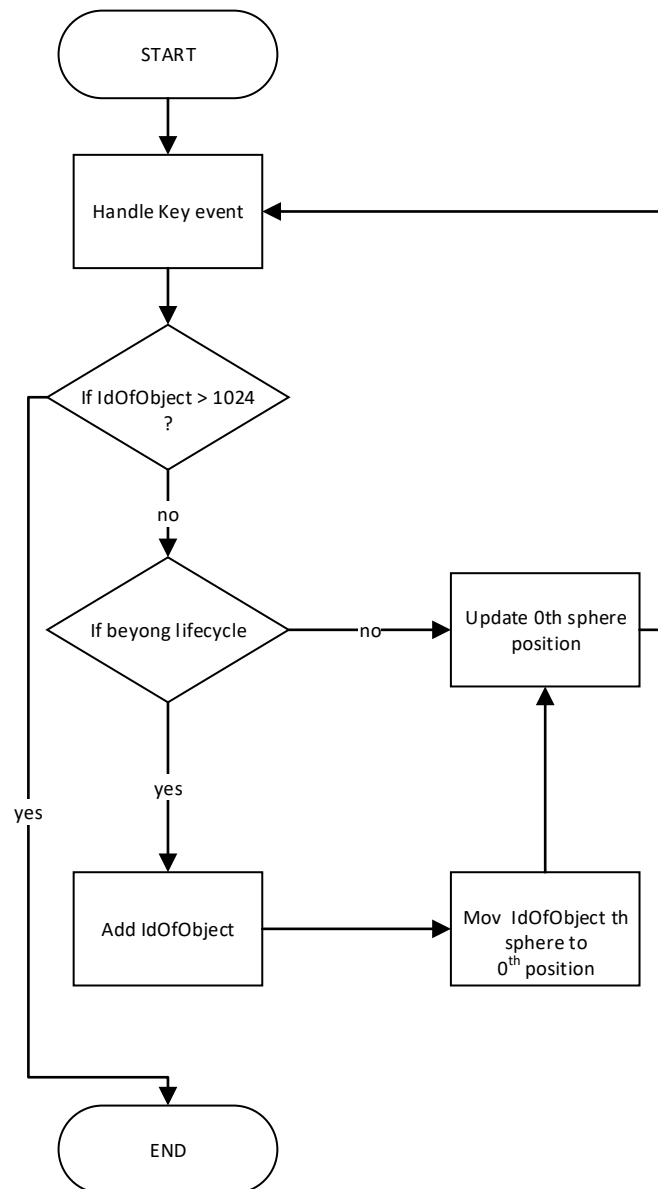 START
Handle Key event
If IdOfObject > 1024
?
no
If beyong lifecycle
no
Update 0th sphere
position
yes
yes
Add IdOfObject
Mov IdOfObject th
sphere to
0th position
END